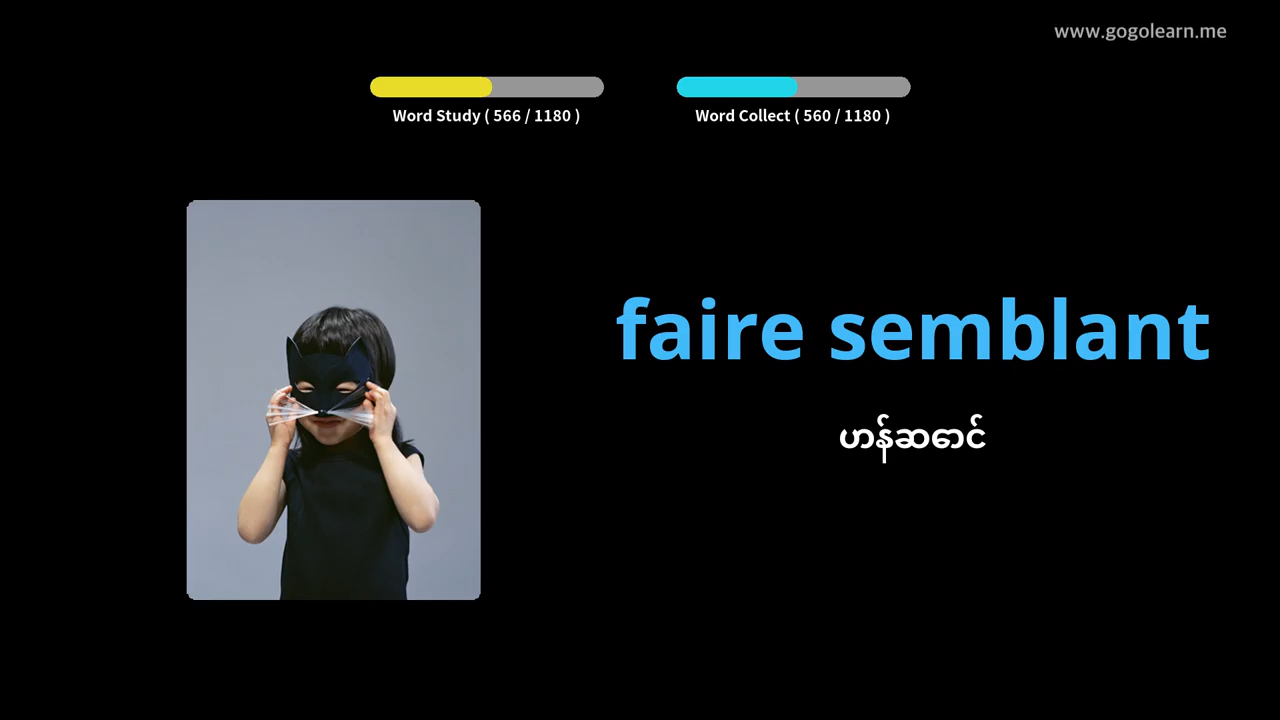 www.gogolearn.me
Word Study ( 566 / 1180 )
Word Collect ( 560 / 1180 )
faire semblant
ဟန်ဆောင်